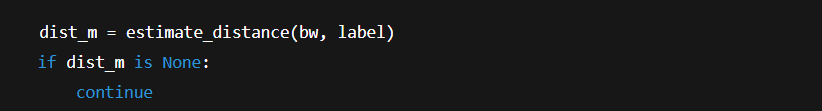 dist_m = estimate_distance(bw, label)
if dist_m is None:
    continue